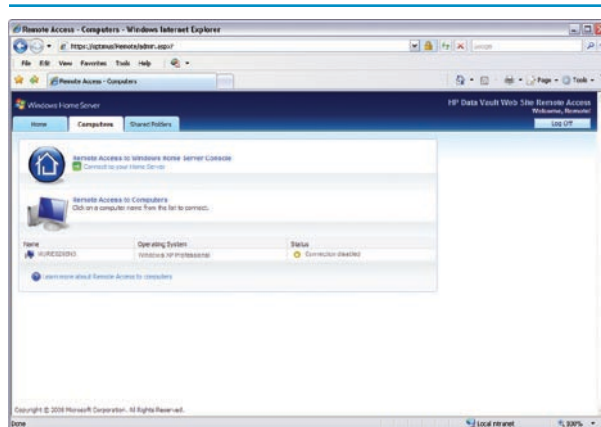 Remote Access - Computers - Windows Internet Explorer
File Edit View Favorites Tools Help
Remote Access - Computers
Page Tools
Windows Home Server
HP Data Vault Web Site Remote Access
Welcome, Remote!
Home Computers Shared Folders
Log Off
Remote Access to Windows Home Server Console
Connect to your Home Server
Remote Access to Computers
Click on a computer name from the list to connect.
Name Operating System Status
Windows XP Professional Connection disabled
Learn more about Remote Access to computers
Copyright © 2008 Microsoft Corporation. All Rights Reserved.
Done Local intranet 100%